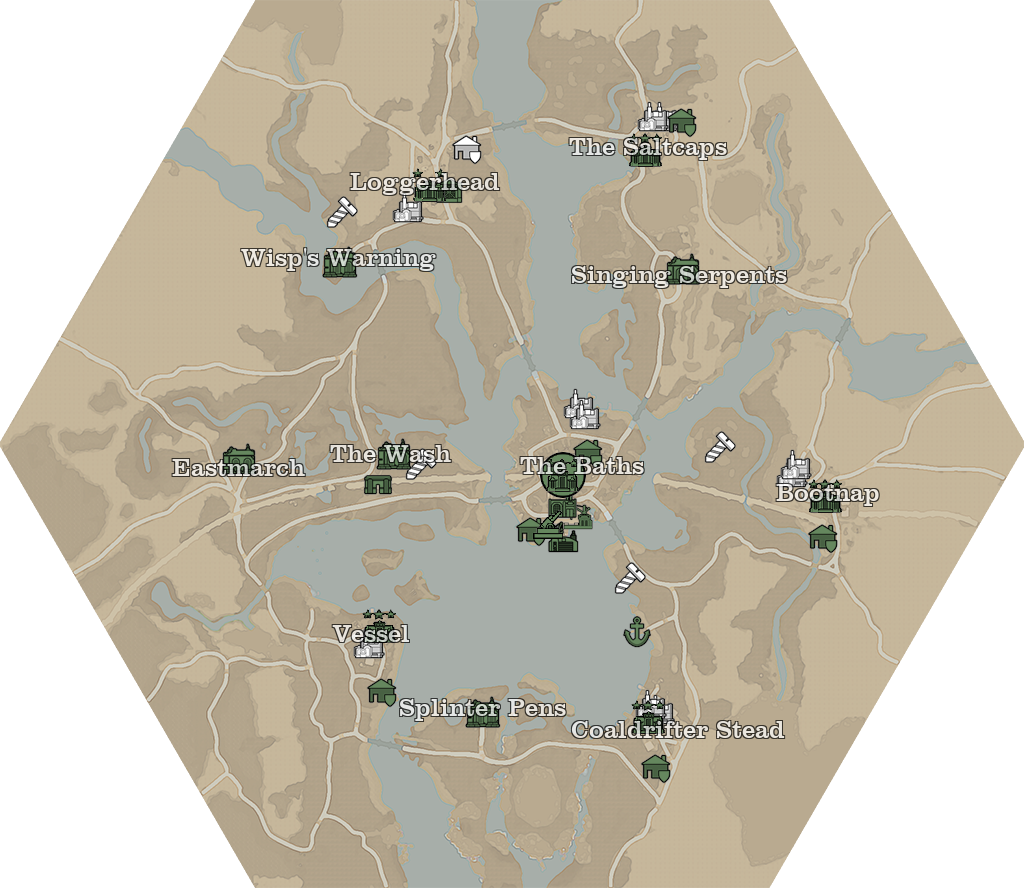 The Saltcaps
Loggerhead
Wisp's Warning
Singing Serpents
The Wash
Eastmarch
The Baths
Bootnap
Vessel
Splinter Pens
Coaldrifter Stead